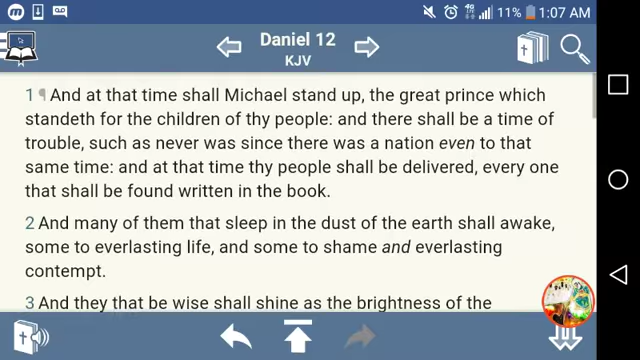 11% 1:07 AM
Daniel 12
KJV
1 ¶ And at that time shall Michael stand up, the great prince which
standeth for the children of thy people: and there shall be a time of
trouble, such as never was since there was a nation even to that
same time: and at that time thy people shall be delivered, every one
that shall be found written in the book.
2 And many of them that sleep in the dust of the earth shall awake,
some to everlasting life, and some to shame and everlasting
contempt.
3 And they that be wise shall shine as the brightness of the